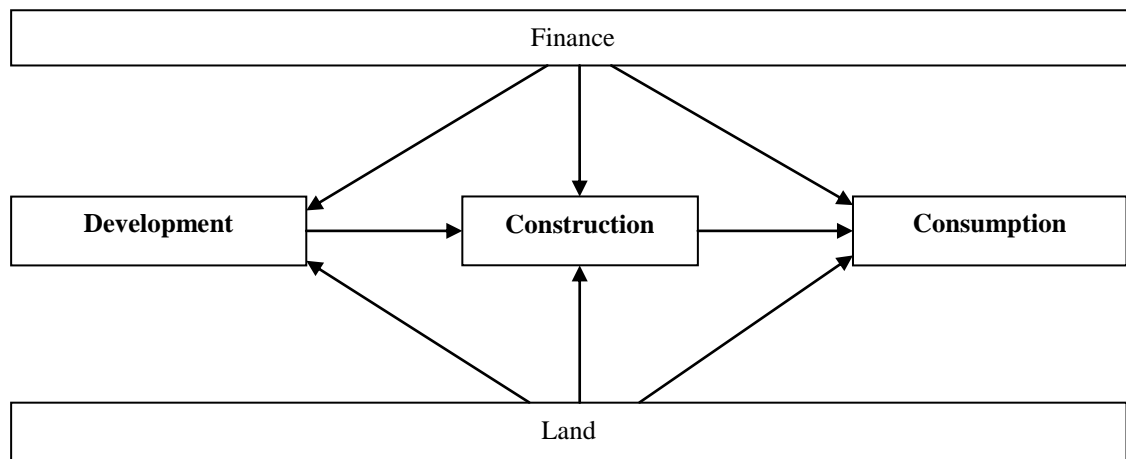 Finance
Development
Construction
Consumption
Land